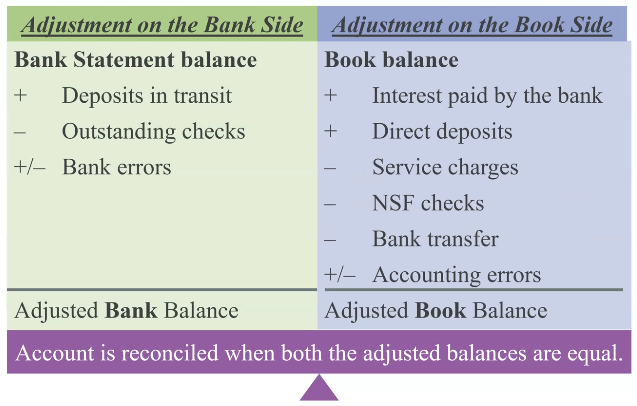 Adjustment on the Bank Side
Bank Statement balance
+ Deposits in transit
– Outstanding checks
+/– Bank errors
Adjusted Bank Balance
Adjustment on the Book Side
Book balance
+ Interest paid by the bank
+ Direct deposits
– Service charges
– NSF checks
– Bank transfer
+/– Accounting errors
Adjusted Book Balance
Account is reconciled when both the adjusted balances are equal.